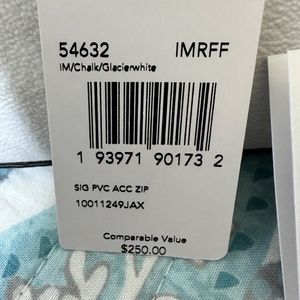 54632 IMRFF
IM/Chalk/Glacierwhite
1 93971 90173 2
SIG PVC ACC ZIP
10011249JAX
Comparable Value
$250.00